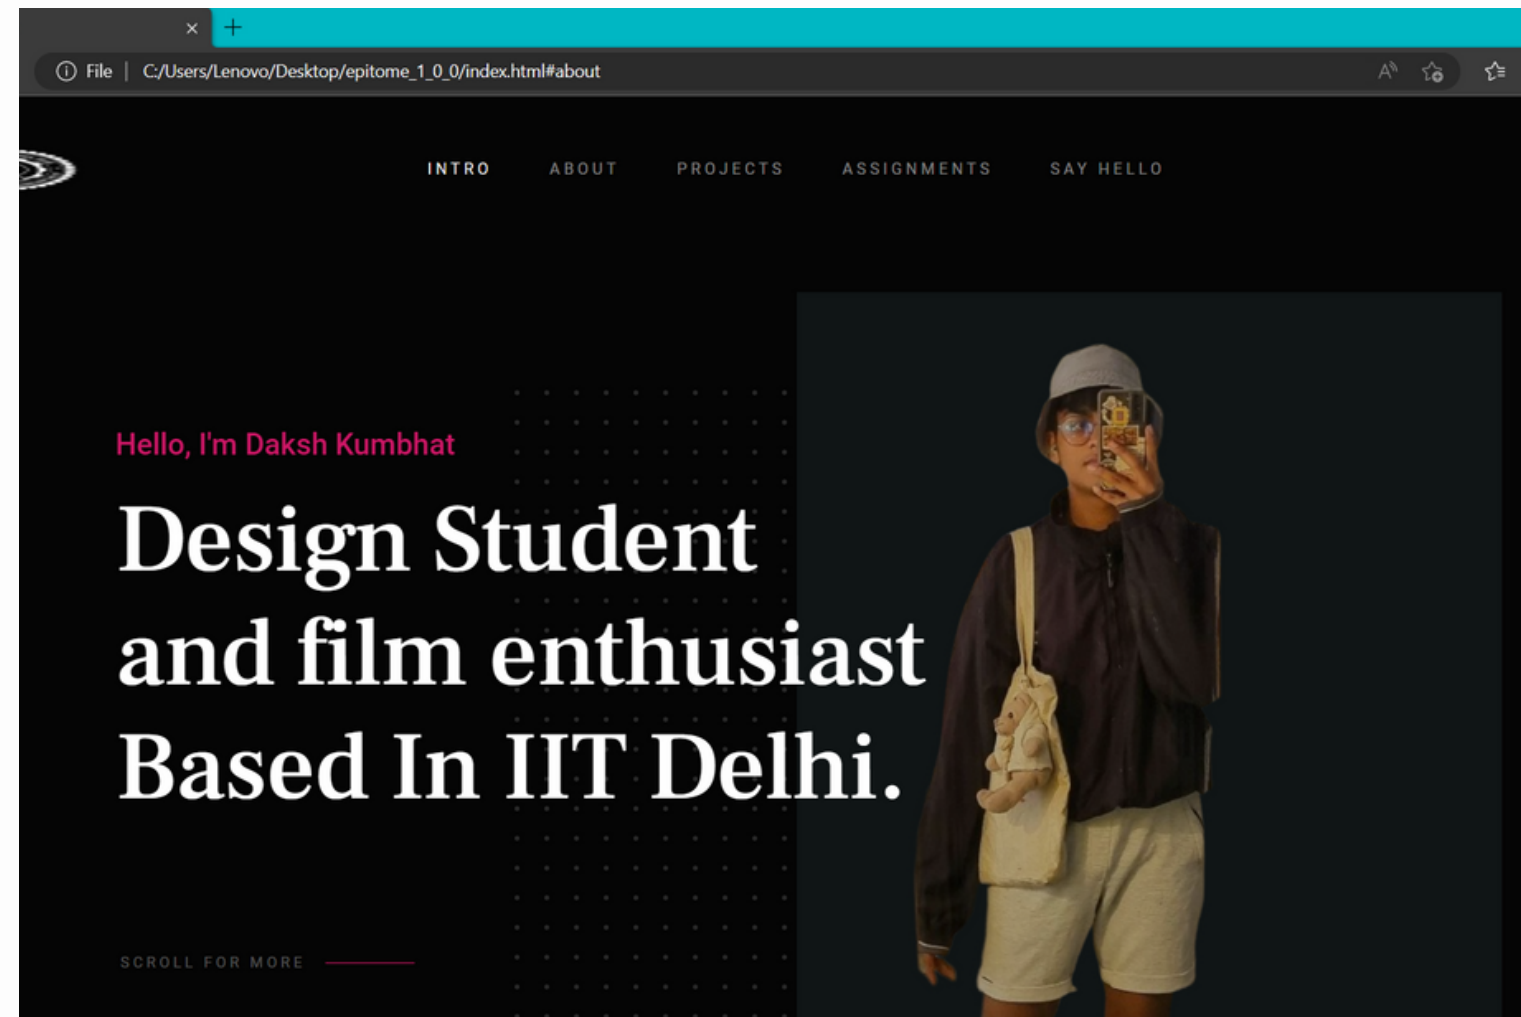 File | C:/Users/Lenovo/Desktop/epitome_1_0_0/index.html#about
INTRO ABOUT PROJECTS ASSIGNMENTS SAY HELLO
Hello, I'm Daksh Kumbhat
Design Student
and film enthusiast
Based In IIT Delhi.
SCROLL FOR MORE